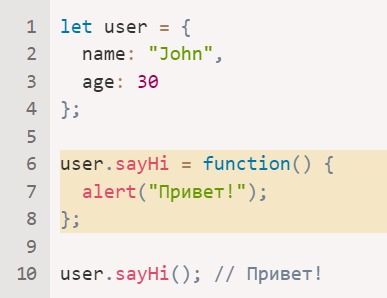 1 let user = {
2   name: "John",
3   age: 30
4 };
5
6 user.sayHi = function() {
7   alert("Привет!");
8 };
9
10 user.sayHi(); // Привет!